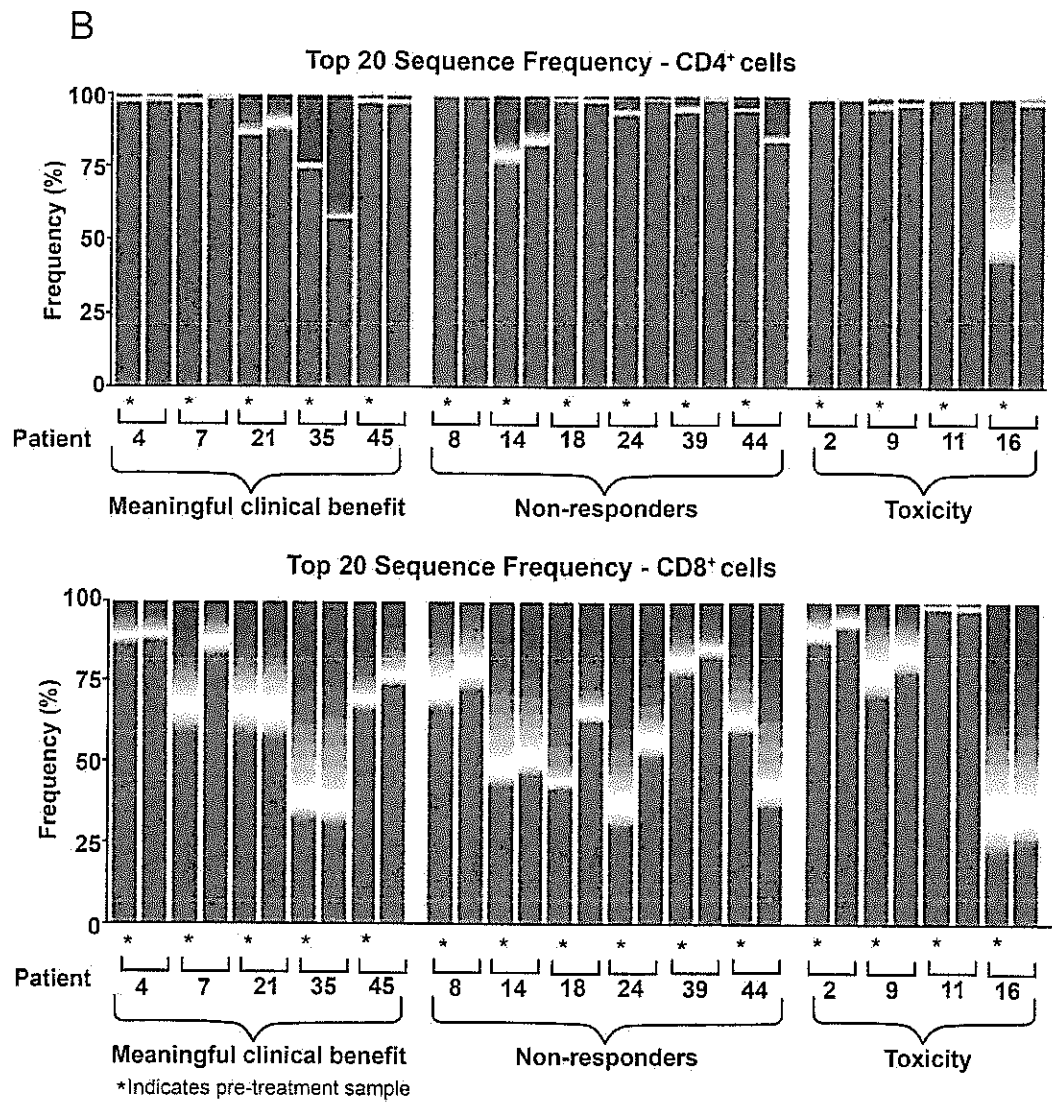 B
Top 20 Sequence Frequency - CD4+ cells
Frequency (%)
100
75
50
25
0
* * * * * * * * * * * * * * *
Patient 4 7 21 35 45 8 14 18 24 39 44 2 9 11 16
Meaningful clinical benefit Non-responders Toxicity
Top 20 Sequence Frequency - CD8+ cells
Frequency (%)
100
75
50
25
0
* * * * * * * * * * * * * * *
Patient 4 7 21 35 45 8 14 18 24 39 44 2 9 11 16
Meaningful clinical benefit Non-responders Toxicity
*Indicates pre-treatment sample